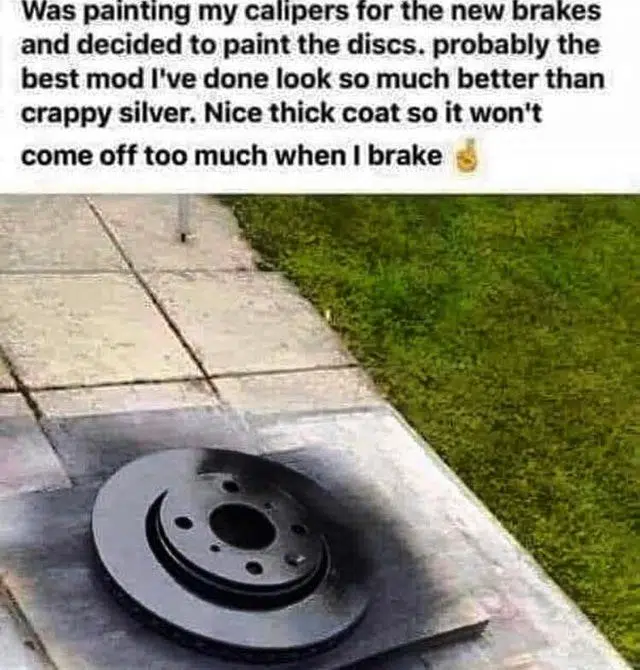 Was painting my calipers for the new brakes
and decided to paint the discs. probably the
best mod I've done look so much better than
crappy silver. Nice thick coat so it won't
come off too much when I brake 🤞